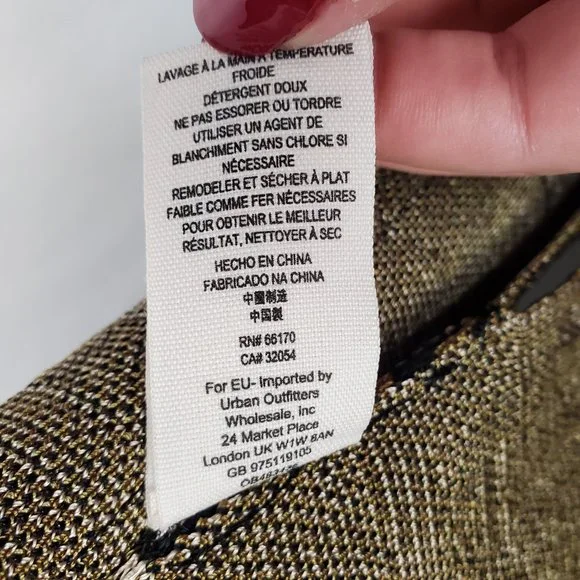 LAVAGE À LA MAIN À TEMPÉRATURE
FROIDE
DÉTERGENT DOUX
NE PAS ESSORER OU TORDRE
UTILISER UN AGENT DE
BLANCHIMENT SANS CHLORE SI
NÉCESSAIRE
REMODELER ET SÉCHER À PLAT
FAIBLE COMME FER NÉCESSAIRES
POUR OBTENIR LE MEILLEUR
RÉSULTAT, NETTOYER À SEC
HECHO EN CHINA
FABRICADO NA CHINA
中國制造
中国製
RN# 66170
CA# 32054
For EU- Imported by
Urban Outfitters
Wholesale, Inc
24 Market Place
London UK W1W 8AN
GB 975119105